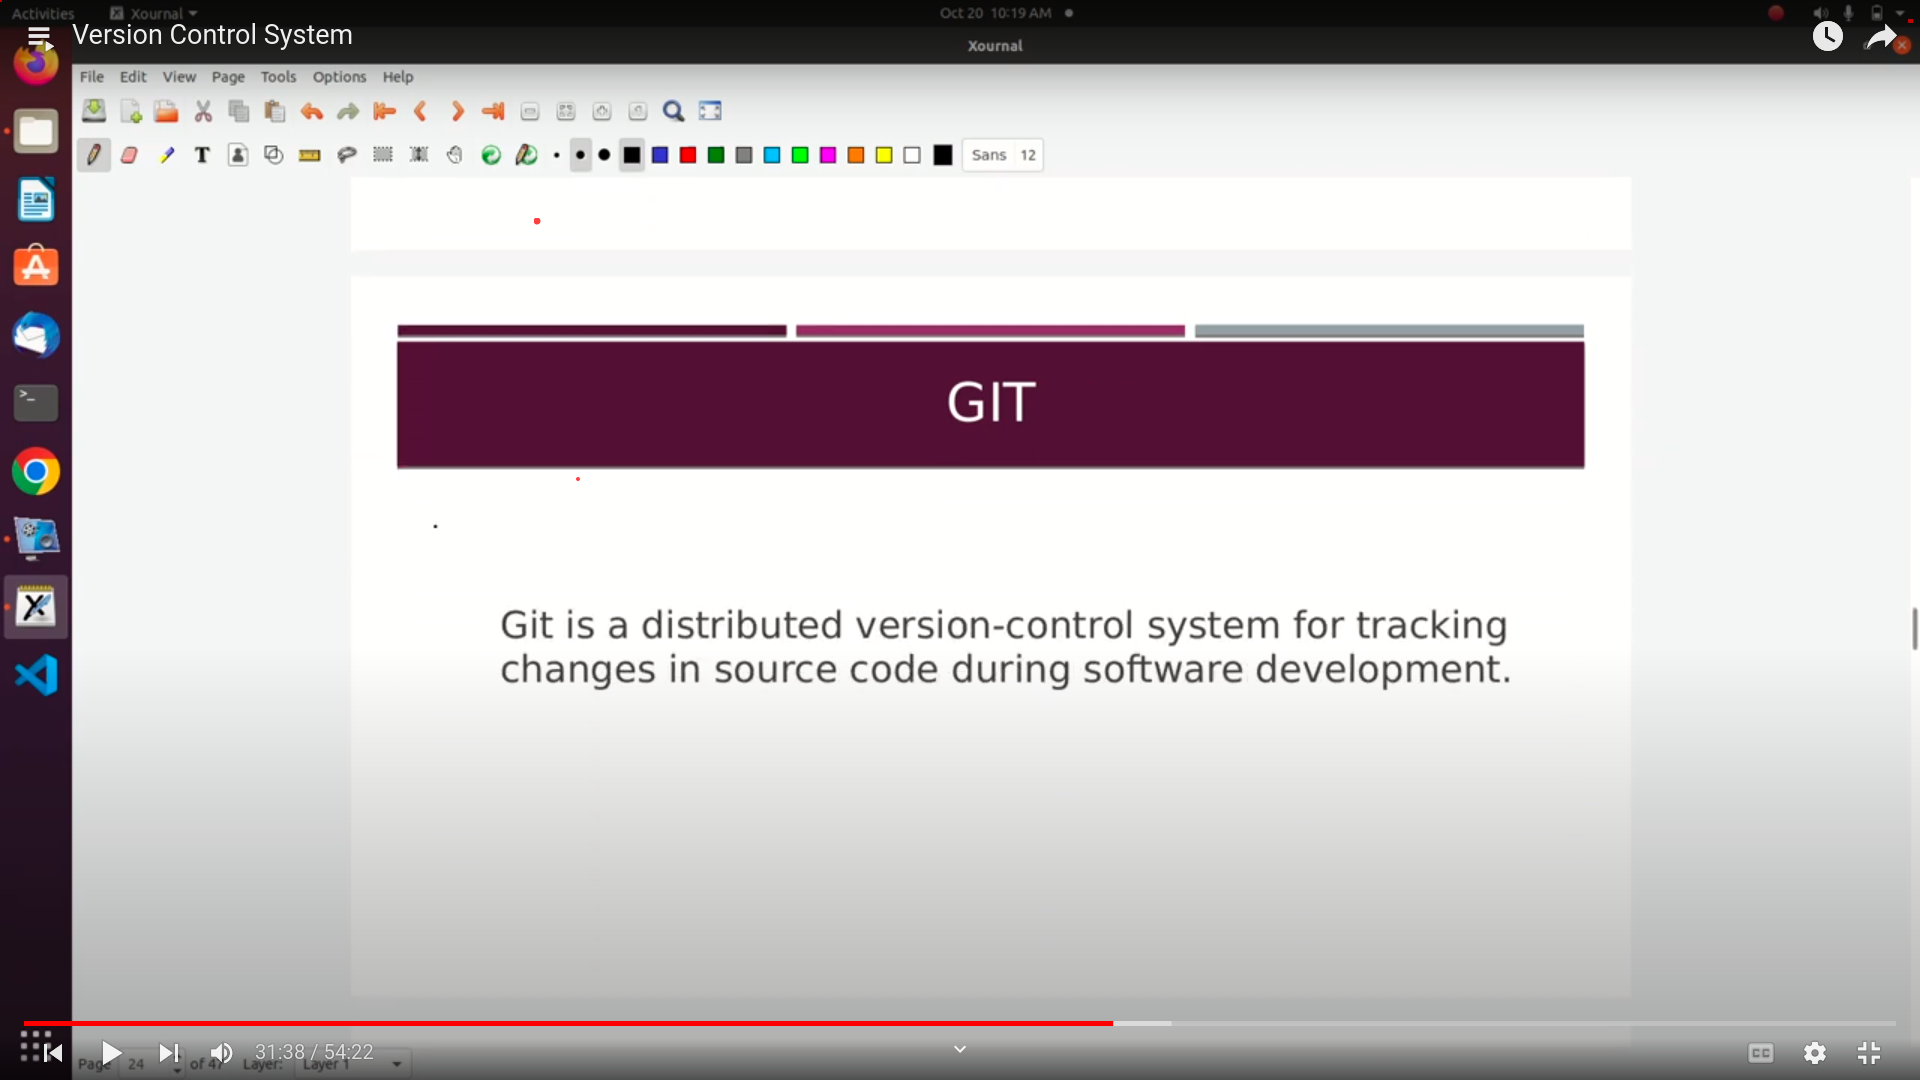 Activities Xournal Oct 20 10:19 AM
Version Control System
Xournal
File Edit View Page Tools Options Help
T Sans 12
GIT
Git is a distributed version-control system for tracking
changes in source code during software development.
31:38 / 54:22 CC
Page 24 of 47 Layer: Layer 1